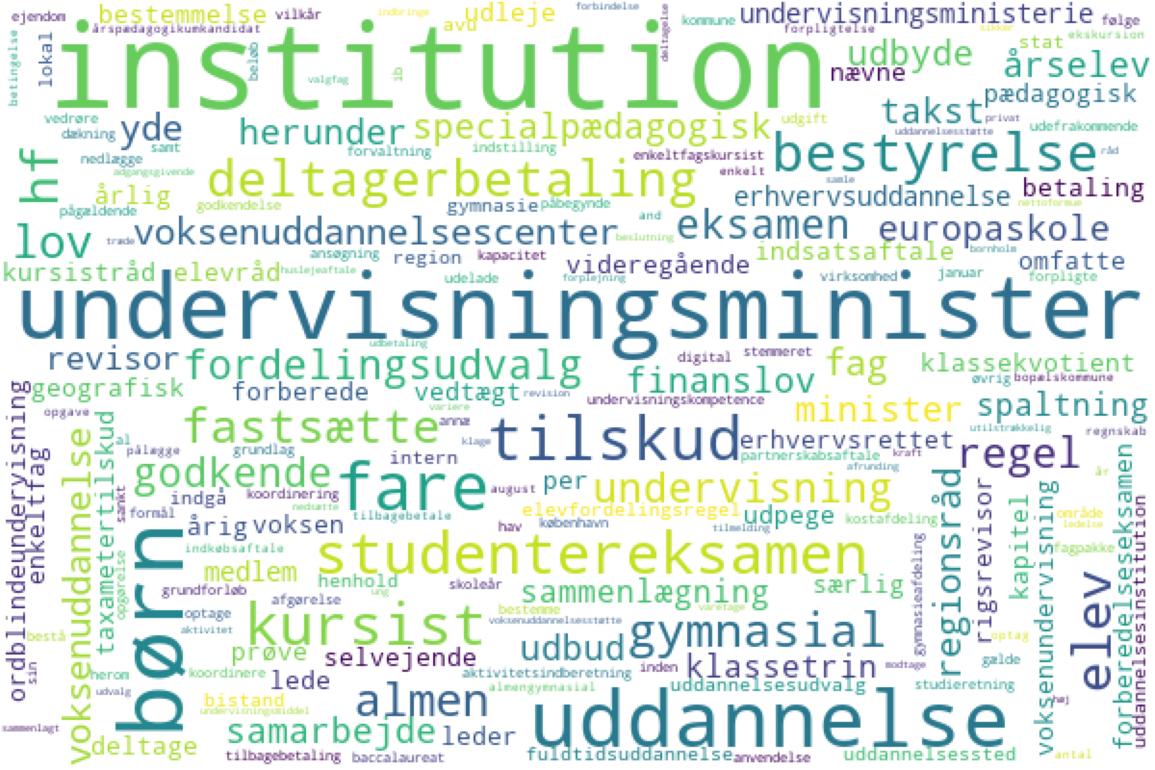 ejendom
bestemmelse
vilkår
indbringe
udleje
forbindelse
undervisningsministerie
følge
årspædagogikumkandidat
avu
kommune
forpligtelse
ekskursion
betingelse
lokal
institution
beløb
valgfag
ib
deltagelse
sikker
stat
udbyde
årselev
nævne
takst
pædagogisk
vedrøre
dækning
yde
herunder
specialpædagogisk
udgift
privat
uddannelsesstøtte
udefrakommende
nedlægge
samt
forvaltning
indstilling
enkeltfagskursist
bestyrelse
råd
hf
adgangsgivende
deltagerbetaling
enkelt
samle
årlig
erhvervsuddannelse
betaling
nettoformue
pågældende
godkendelse
gymnasie
påbegynde
lov
træde
voksenuddannelsescenter
and
beslutning
eksamen
europaskole
ansøgning
region
kapacitet
videregående
indsatsaftale
bornholm
omfatte
kursistråd
elevråd
huslejeaftale
udelade
forplejning
virksomhed
januar
forpligte
undervisningsminister
udbetaling
revisor
fordelingsudvalg
digital
stemmeret
fag
klassekvotient
geografisk
forberede
vedtægt
revision
finanslov
øvrig
bopælskommune
undervisningskompetence
opgave
variere
minister
spaltning
ordblindeundervisning
enkeltfag
voksenuddannelse
taxametertilskud
fastsætte
annæ
tilskud
erhvervsrettet
utilstrækkelig
regnskab
al
pålægge
grundlag
klage
partnerskabsaftale
kraft
regel
godkende
intern
afrunding
år
sankt
indgå
koordinering
fare
august
per
undervisning
regionsråd
rigsrevisor
kapitel
voksenundervisning
forberedelseseksamen
uddannelsesinstitution
formål
nedsætte
årig
voksen
tilbagebetale
hav
elevfordelingsregel
københavn
tilmelding
udpege
kostafdeling
område
ledelse
opgørelse
børn
indkøbsaftale
studentereksamen
gymnasieafdeling
fagpakke
medlem
grundforløb
henhold
ung
skoleår
sammenlægning
særlig
elev
optage
afgørelse
bestemme
varetage
aktivitet
kursist
voksenuddannelsesstøtte
udbud
gymnasial
optag
bestå
sin
prøve
selvejende
aktivitetsindberetning
inden
klassetrin
modtage
gælde
herom
koordinere
lede
almengymnasial
uddannelsesudvalg
studieretning
udvalg
bistand
almen
uddannelse
høj
sammenlagt
undervisningsmiddel
samarbejde
leder
deltage
tilbagebetaling
baccalaureat
fuldtidsuddannelse
anvendelse
uddannelsessted
antal